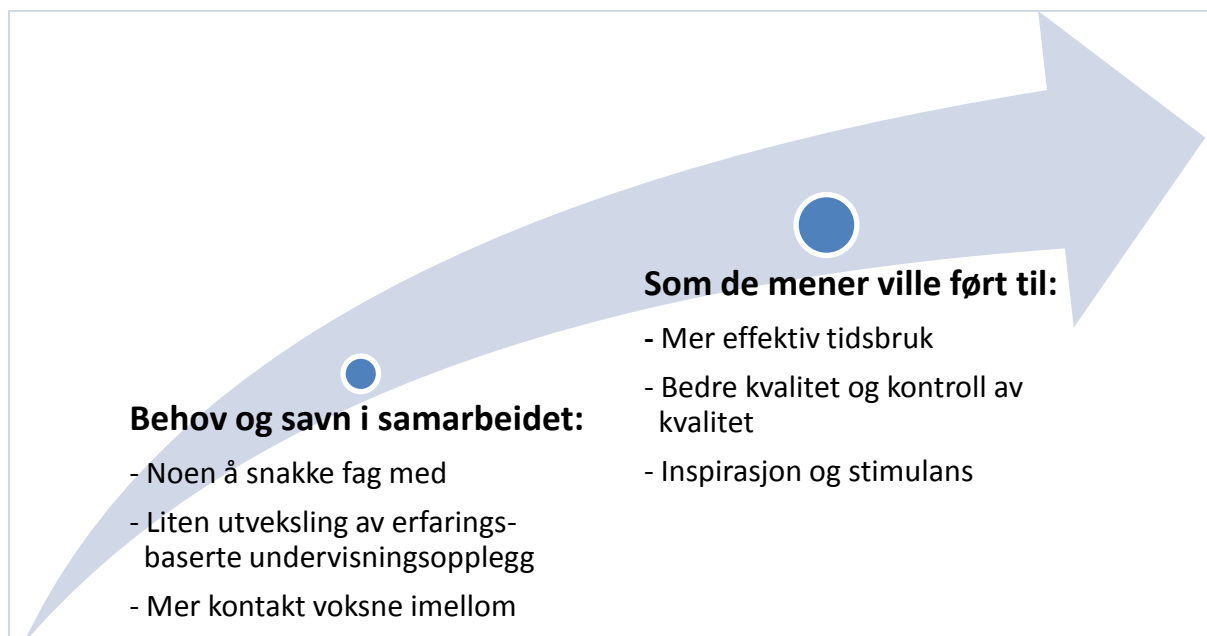 Behov og savn i samarbeidet:
- Noen å snakke fag med
- Liten utveksling av erfarings-
baserte undervisningsopplegg
- Mer kontakt voksne imellom
Som de mener ville ført til:
- Mer effektiv tidsbruk
- Bedre kvalitet og kontroll av
kvalitet
- Inspirasjon og stimulans